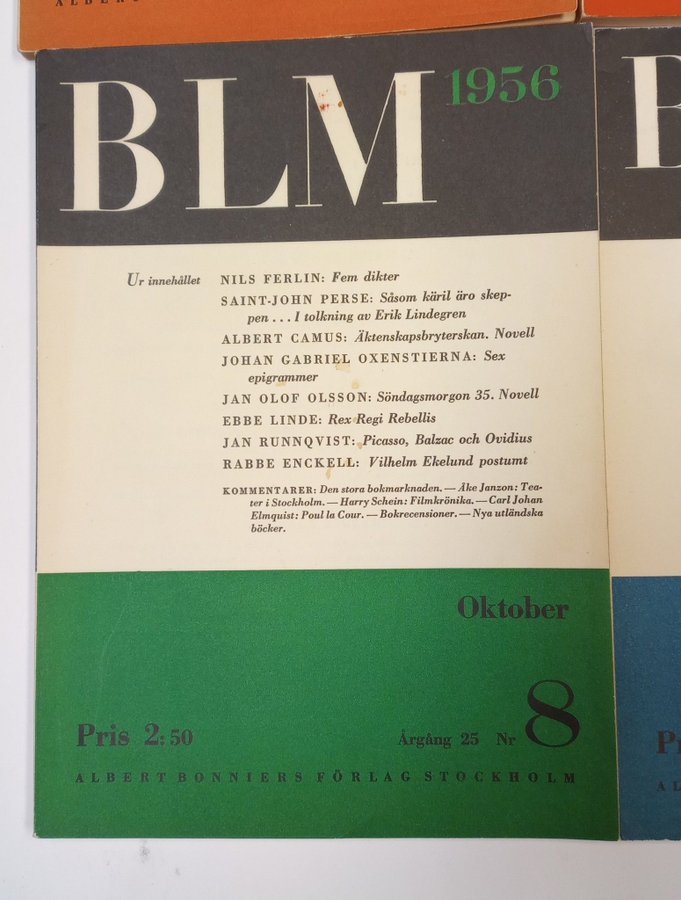 ALBERT
BLM 1956
Ur innehållet
NILS FERLIN: Fem dikter
SAINT-JOHN PERSE: Såsom käril äro skep-
pen . . . I tolkning av Erik Lindegren
ALBERT CAMUS: Äktenskapsbryterskan. Novell
JOHAN GABRIEL OXENSTIERNA: Sex
epigrammer
JAN OLOF OLSSON: Söndagsmorgon 35. Novell
EBBE LINDE: Rex Regi Rebellis
JAN RUNNQVIST: Picasso, Balzac och Ovidius
RABBE ENCKELL: Vilhelm Ekelund postumt
KOMMENTARER: Den stora bokmarknaden. — Åke Janzon: Tea-
ter i Stockholm. — Harry Schein: Filmkrönika. — Carl Johan
Elmquist: Poul la Cour. — Bokrecensioner. — Nya utländska
böcker.
Oktober
Pris 2:50
Årgång 25 Nr 8
ALBERT BONNIERS FÖRLAG STOCKHOLM
B
P
AL